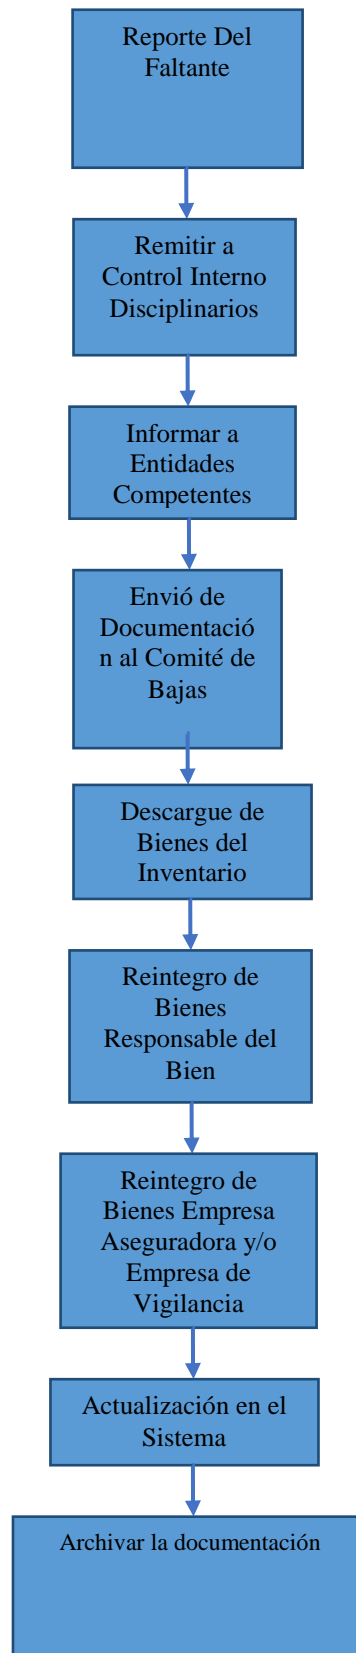 Reporte Del
Faltante
Remitir a
Control Interno
Disciplinarios
Informar a
Entidades
Competentes
Envió de
Documentació
n al Comité de
Bajas
Descargue de
Bienes del
Inventario
Reintegro de
Bienes
Responsable del
Bien
Reintegro de
Bienes Empresa
Aseguradora y/o
Empresa de
Vigilancia
Actualización en el
Sistema
Archivar la documentación